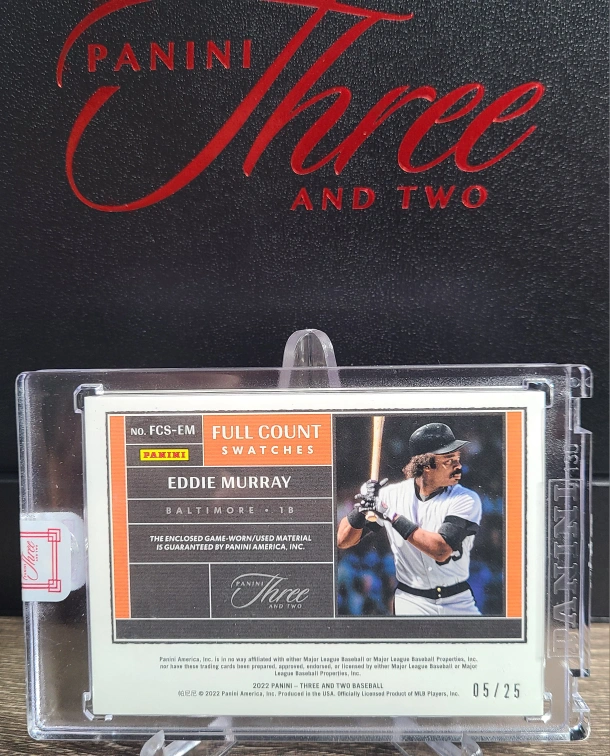 PANINI
Three
AND TWO
NO. FCS-EM
PANINI
FULL COUNT
SWATCHES
EDDIE MURRAY
BALTIMORE • 1B
THE ENCLOSED GAME-WORN/USED MATERIAL
IS GUARANTEED BY PANINI AMERICA, INC.
PANINI
Three
AND TWO
Panini America, Inc. is in no way affiliated with either Major League Baseball or Major League Baseball Properties, Inc.
nor have these trading cards been prepared, approved, endorsed, or licensed by either Major League Baseball or Major
League Baseball Properties, Inc.
2022 PANINI – THREE AND TWO BASEBALL
帕尼尼 © 2022 Panini America, Inc. Produced in the USA. Officially Licensed Product of MLB Players, Inc.
05/25
Three
PANINI